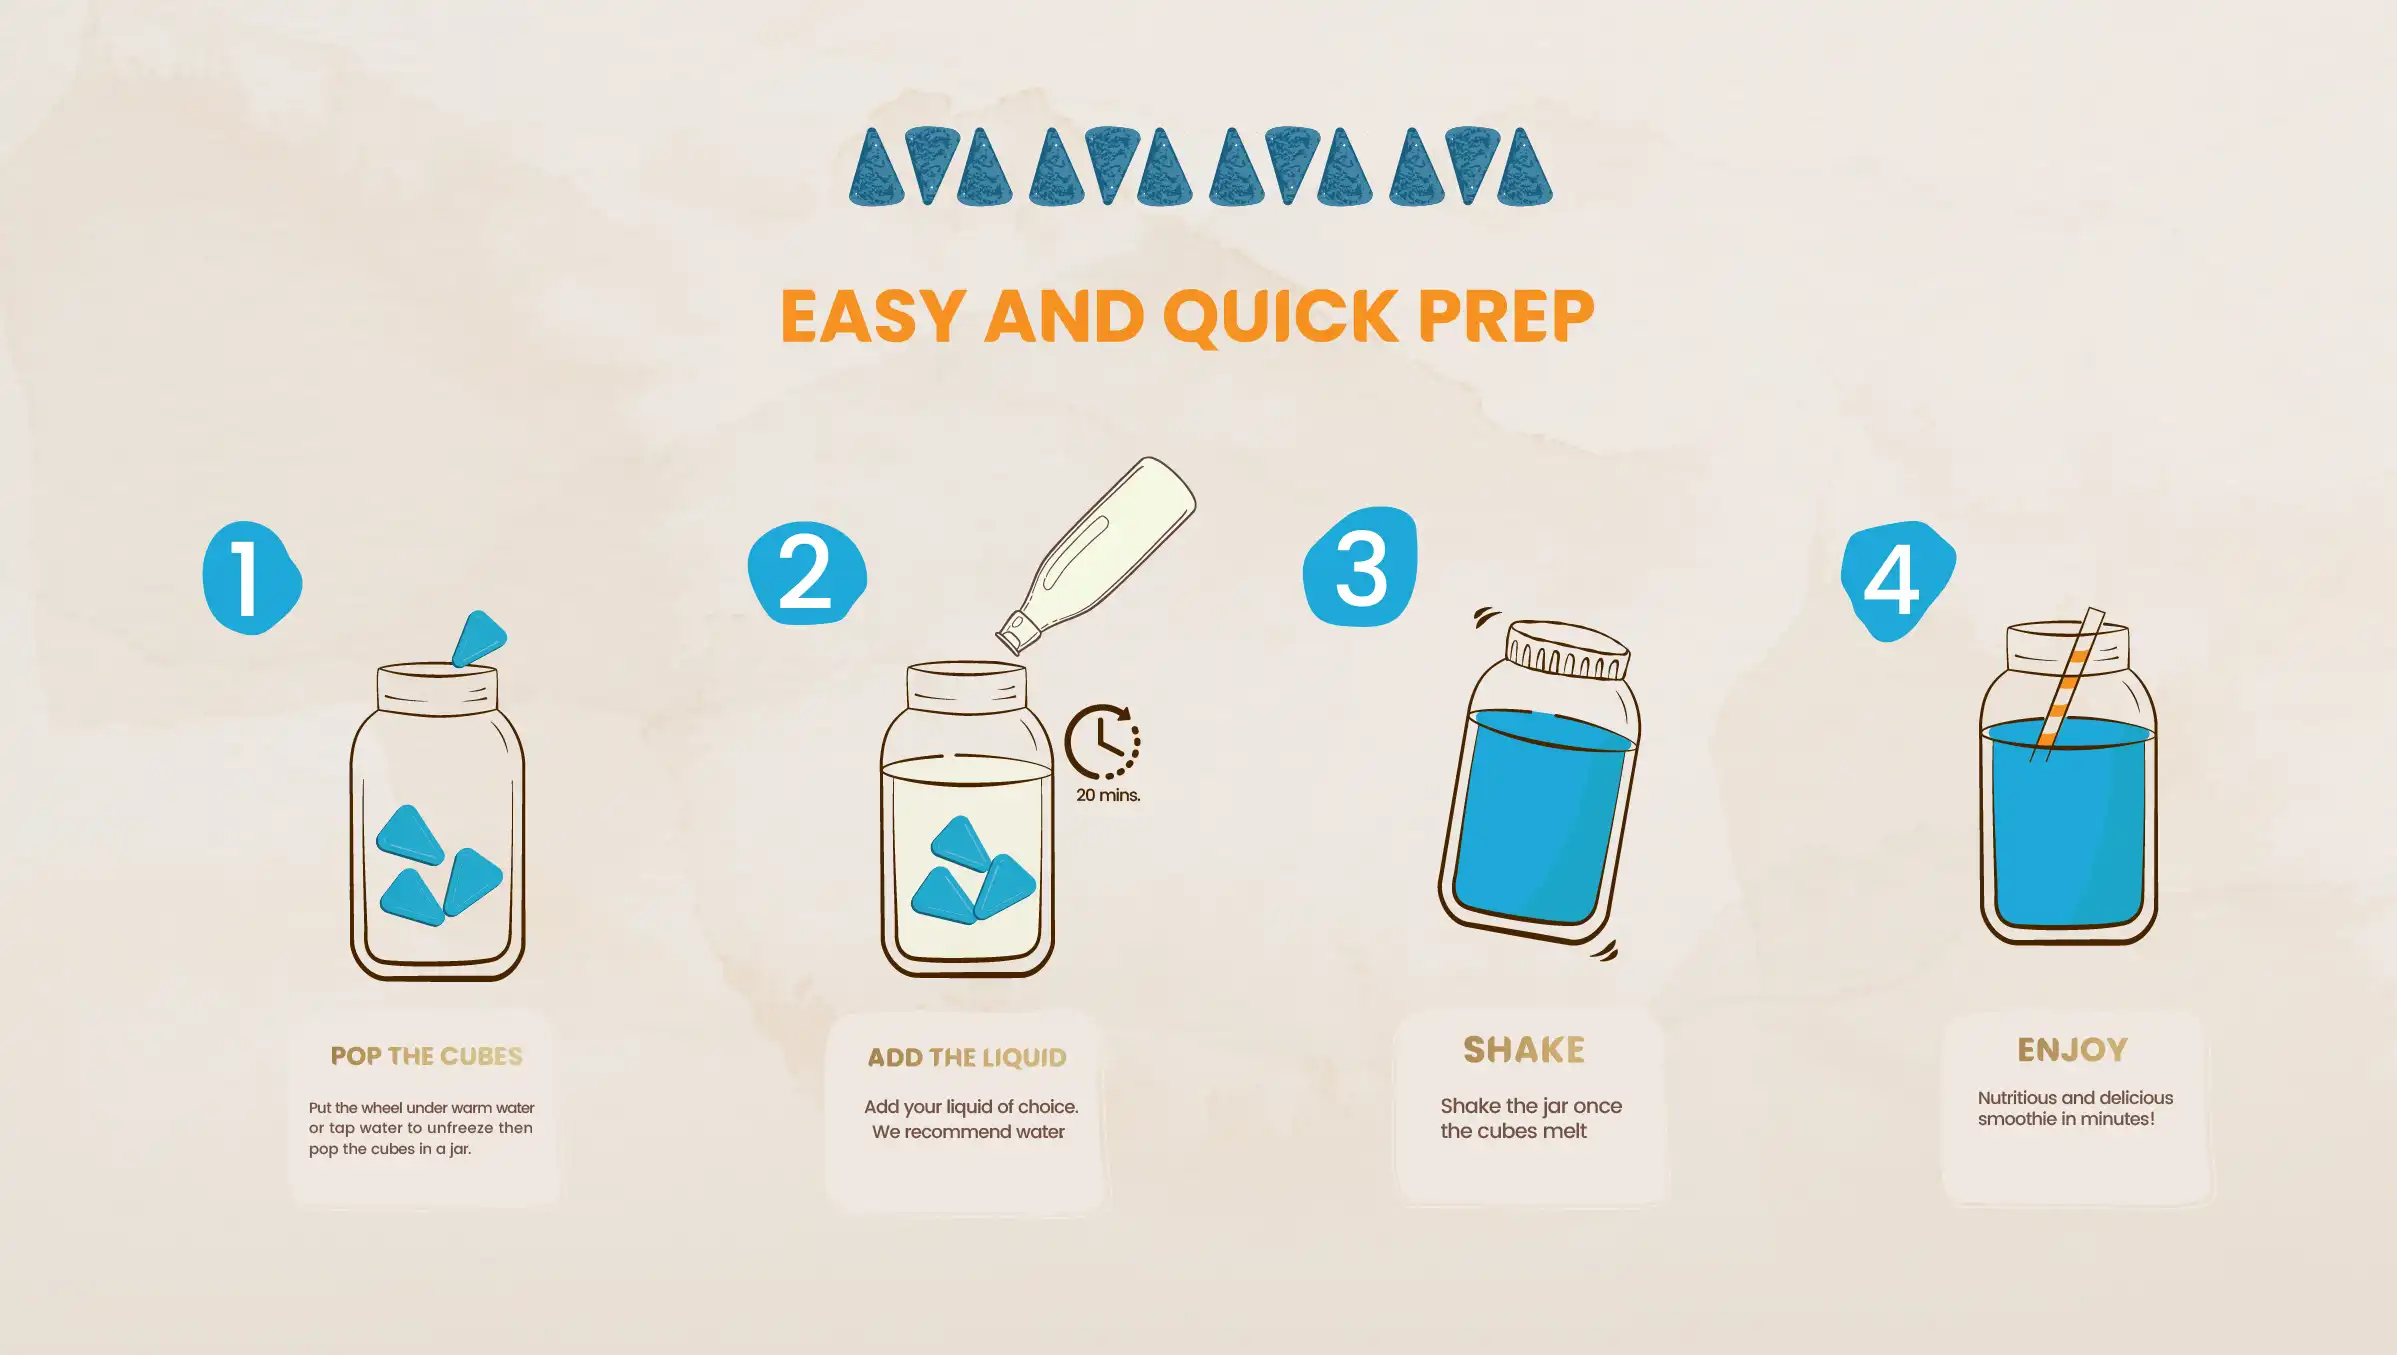 EASY AND QUICK PREP
1
POP THE CUBES
Put the wheel under warm water
or tap water to unfreeze then
pop the cubes in a jar.
2
20 mins.
ADD THE LIQUID
Add your liquid of choice.
We recommend water
3
SHAKE
Shake the jar once
the cubes melt
4
ENJOY
Nutritious and delicious
smoothie in minutes!